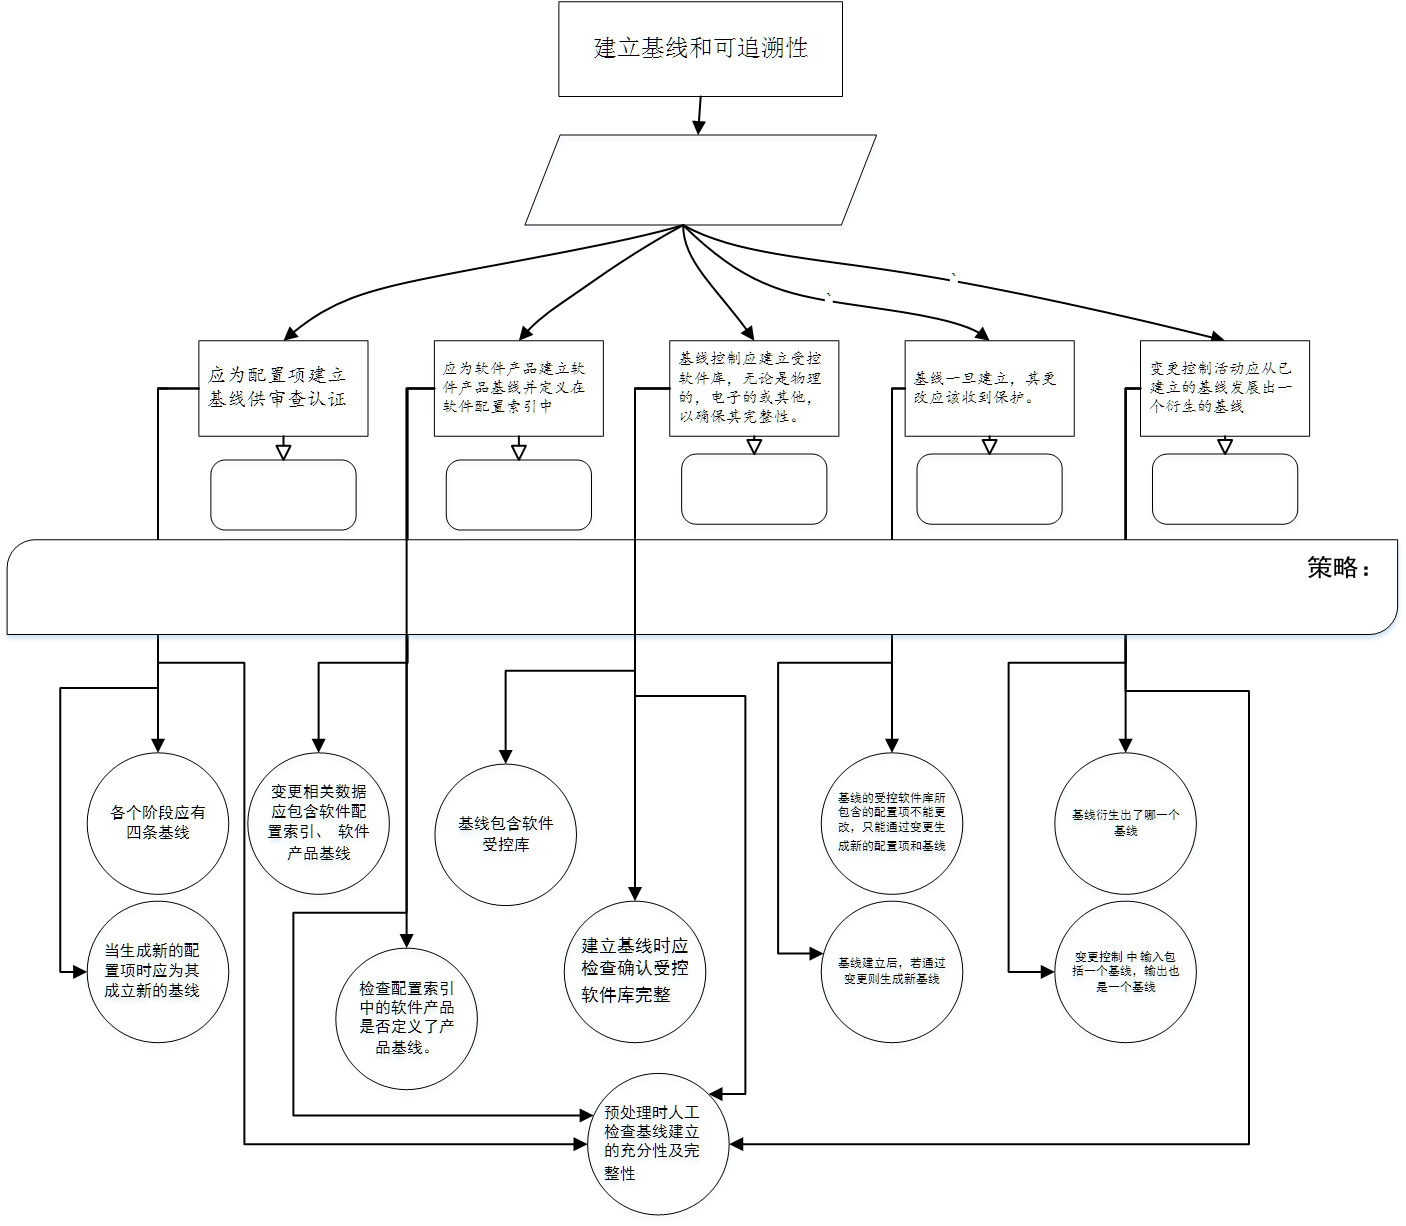 建立基线和可追溯性
应为配置项建立
基线供审查认证
应为软件产品建立软
件产品基线并定义在
软件配置索引中
基线控制应建立受控
软件库，无论是物理
的，电子的或其他，
以确保其完整性。
基线一旦建立，其更
改应该收到保护。
变更控制活动应从已
建立的基线发展出一
个衍生的基线
策略：
各个阶段应有
四条基线
变更相关数据
应包含软件配
置索引、 软件
产品基线
基线包含软件
受控库
基线的受控软件库所
包含的配置项不能更
改，只能通过变更生
成新的配置项和基线
基线衍生出了哪一个
基线
当生成新的配
置项时应为其
成立新的基线
检查配置索引
中的软件产品
是否定义了产
品基线。
建立基线时应
检查确认受控
软件库完整
基线建立后，若通过
变更则生成新基线
变更控制 中 输入包
括一个基线，输出也
是一个基线
预处理时人工
检查基线建立
的充分性及完
整性